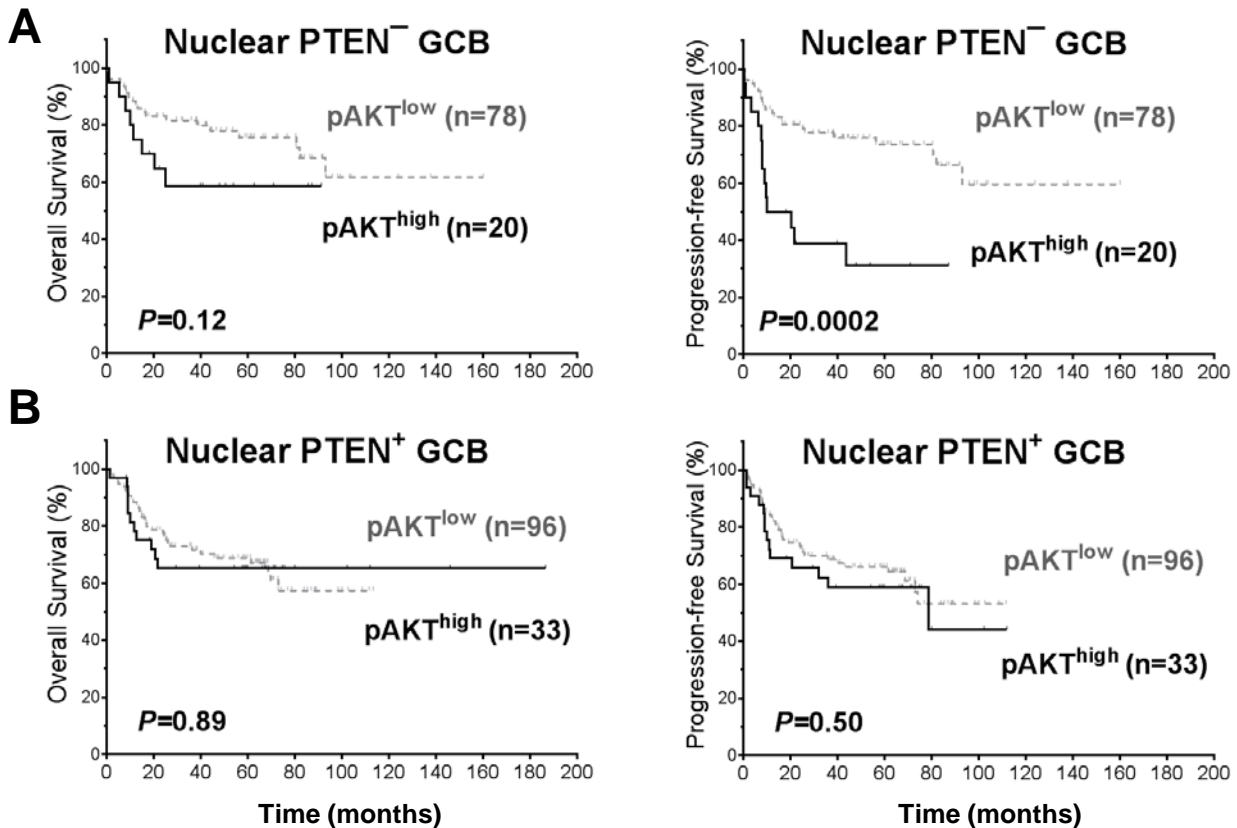 A
Nuclear PTEN⁻ GCB
Overall Survival (%)
100
80
60
40
20
0
pAKTˡᵒʷ (n=78)
pAKTʰⁱᵍʰ (n=20)
P=0.12
0 20 40 60 80 100 120 140 160 180 200
Nuclear PTEN⁻ GCB
Progression-free Survival (%)
100
80
60
40
20
0
pAKTˡᵒʷ (n=78)
pAKTʰⁱᵍʰ (n=20)
P=0.0002
0 20 40 60 80 100 120 140 160 180 200
B
Nuclear PTEN⁺ GCB
Overall Survival (%)
100
80
60
40
20
0
pAKTˡᵒʷ (n=96)
pAKTʰⁱᵍʰ (n=33)
P=0.89
0 20 40 60 80 100 120 140 160 180 200
Time (months)
Nuclear PTEN⁺ GCB
Progression-free Survival (%)
100
80
60
40
20
0
pAKTˡᵒʷ (n=96)
pAKTʰⁱᵍʰ (n=33)
P=0.50
0 20 40 60 80 100 120 140 160 180 200
Time (months)